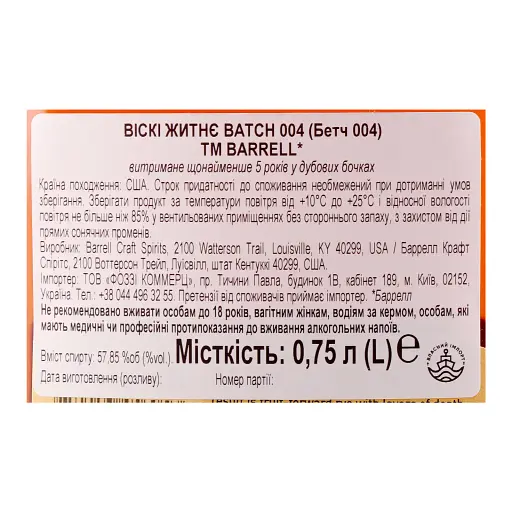 ВІСКІ ЖИТНЄ BATCH 004 (Бетч 004)
TM BARRELL*
витримане щонайменше 5 років у дубових бочках
Країна походження: США. Строк придатності до споживання необмежений при дотриманні умов
зберігання. Зберігати продукт за температури повітря від +10°С до +25°С і відносної вологості
повітря не більше ніж 85% у вентильованих приміщеннях без стороннього запаху, з захистом від дії
прямих сонячних променів.
Виробник: Barrell Craft Spirits, 2100 Watterson Trail, Louisville, KY 40299, USA / Баррелл Крафт
Спірітс, 2100 Воттерсон Трейл, Луісвілл, штат Кентуккі 40299, США.
Імпортер: ТОВ «ФОЗЗІ КОММЕРЦ», пр. Тичини Павла, будинок 1В, кабінет 189, м. Київ, 02152,
Україна. Тел.: +38 044 496 32 55. Претензії від споживачів приймає імпортер. *Баррелл
Не рекомендовано вживати особам до 18 років, вагітним жінкам, водіям за кермом, особам, які
мають медичні чи професійні протипоказання до вживання алкогольних напоїв.
Вміст спирту: 57,85 %об (%vol.). Місткість: 0,75 л (L) ℮
ВЛАСНИЙ ІМПОРТ
Дата виготовлення (розливу): Номер партії: